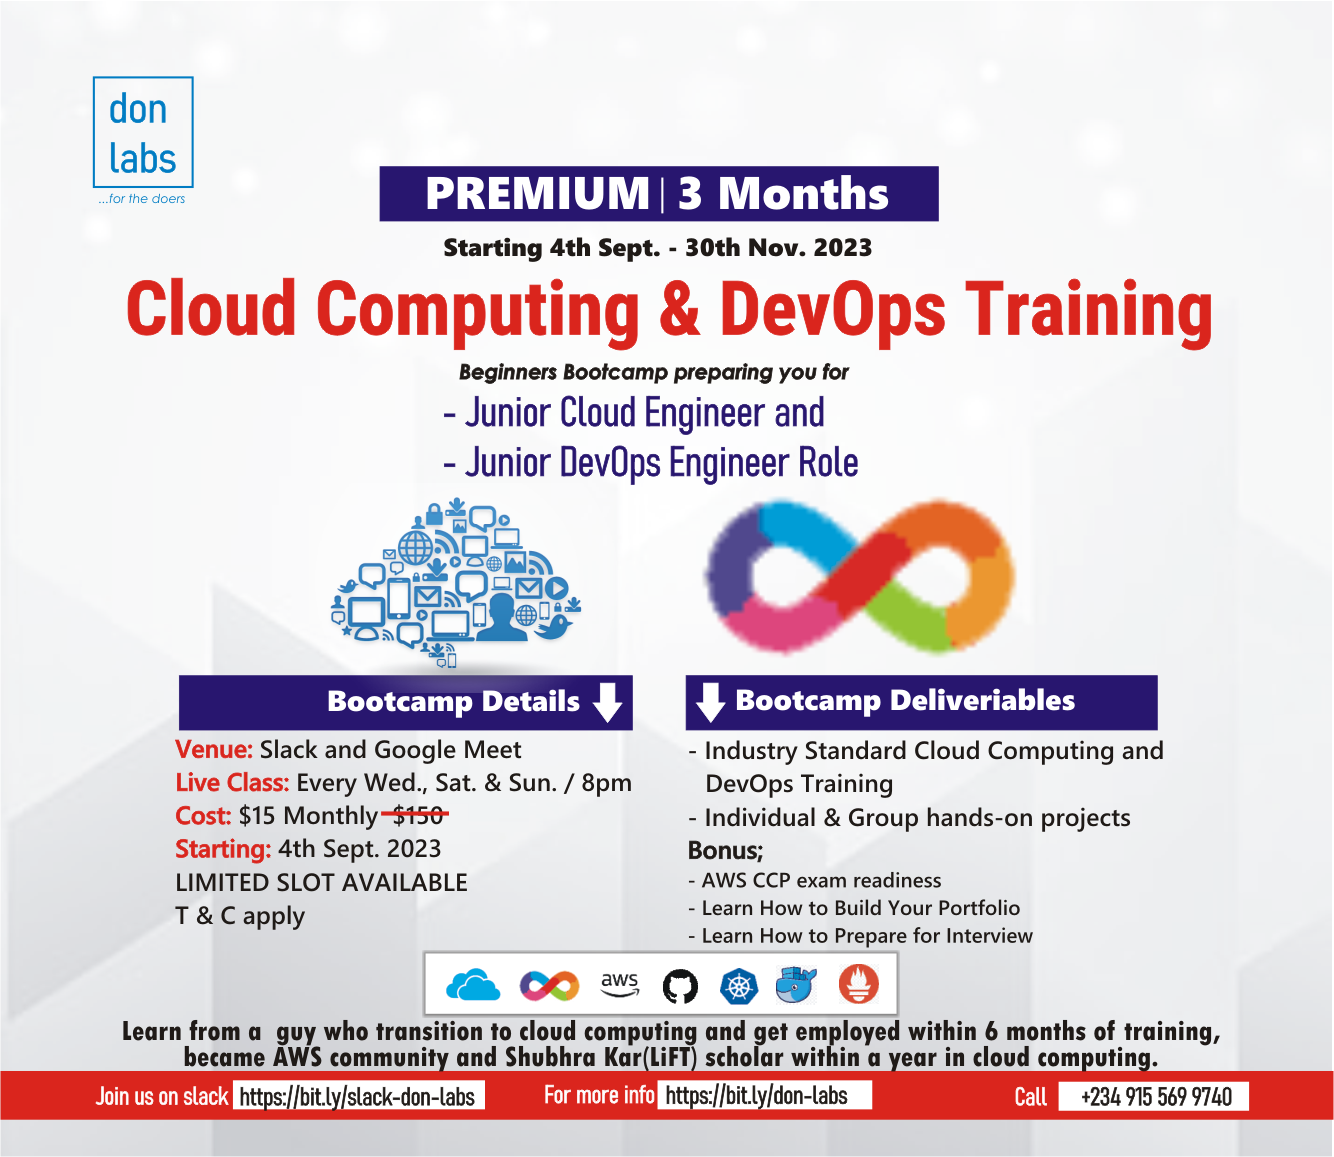 don
labs
...for the doers
PREMIUM | 3 Months
Starting 4th Sept. - 30th Nov. 2023
Cloud Computing & DevOps Training
Beginners Bootcamp preparing you for
- Junior Cloud Engineer and
- Junior DevOps Engineer Role
Bootcamp Details
Venue: Slack and Google Meet
Live Class: Every Wed., Sat. & Sun. / 8pm
Cost: $15 Monthly $150
Starting: 4th Sept. 2023
LIMITED SLOT AVAILABLE
T & C apply
Bootcamp Deliveriables
- Industry Standard Cloud Computing and
DevOps Training
- Individual & Group hands-on projects
Bonus;
- AWS CCP exam readiness
- Learn How to Build Your Portfolio
- Learn How to Prepare for Interview
aws
Learn from a guy who transition to cloud computing and get employed within 6 months of training,
became AWS community and Shubhra Kar(LiFT) scholar within a year in cloud computing.
Join us on slack https://bit.ly/slack-don-labs
For more info https://bit.ly/don-labs
Call +234 915 569 9740